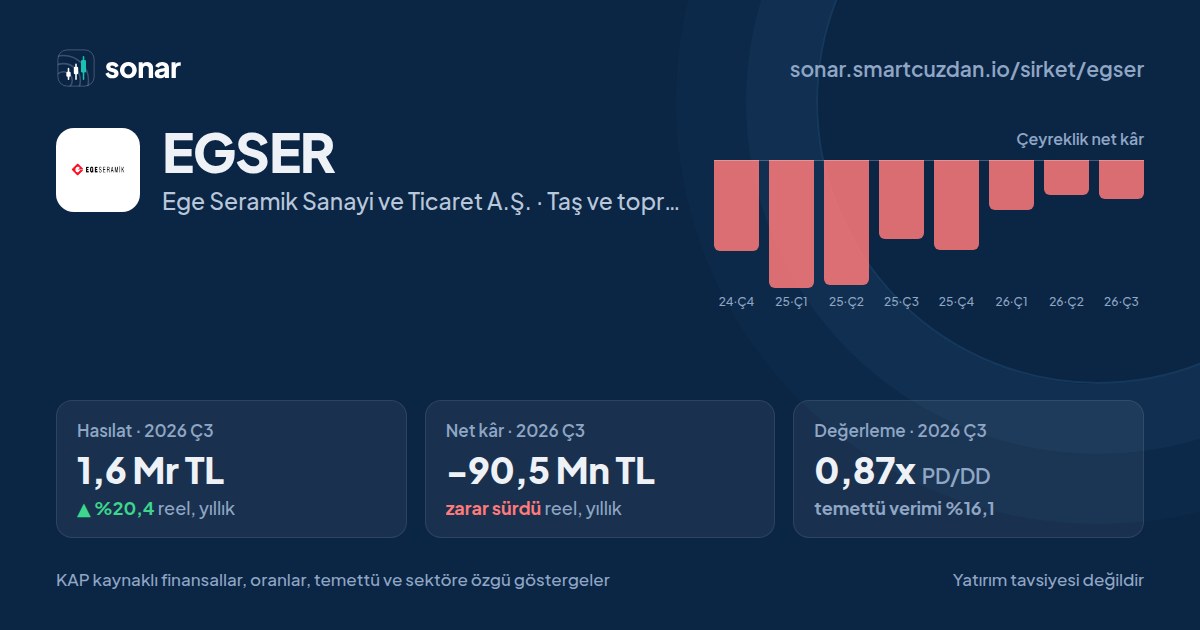 sonar
sonar.smartcuzdan.io/sirket/egser
EGESERAMİK
EGSER
Ege Seramik Sanayi ve Ticaret A.Ş. · Taş ve topr...
Çeyreklik net kâr
24·Ç4 25·Ç1 25·Ç2 25·Ç3 25·Ç4 26·Ç1 26·Ç2 26·Ç3
Hasılat · 2026 Ç3
1,6 Mr TL
▲ %20,4 reel, yıllık
Net kâr · 2026 Ç3
−90,5 Mn TL
zarar sürdü reel, yıllık
Değerleme · 2026 Ç3
0,87x PD/DD
temettü verimi %16,1
KAP kaynaklı finansallar, oranlar, temettü ve sektöre özgü göstergeler
Yatırım tavsiyesi değildir